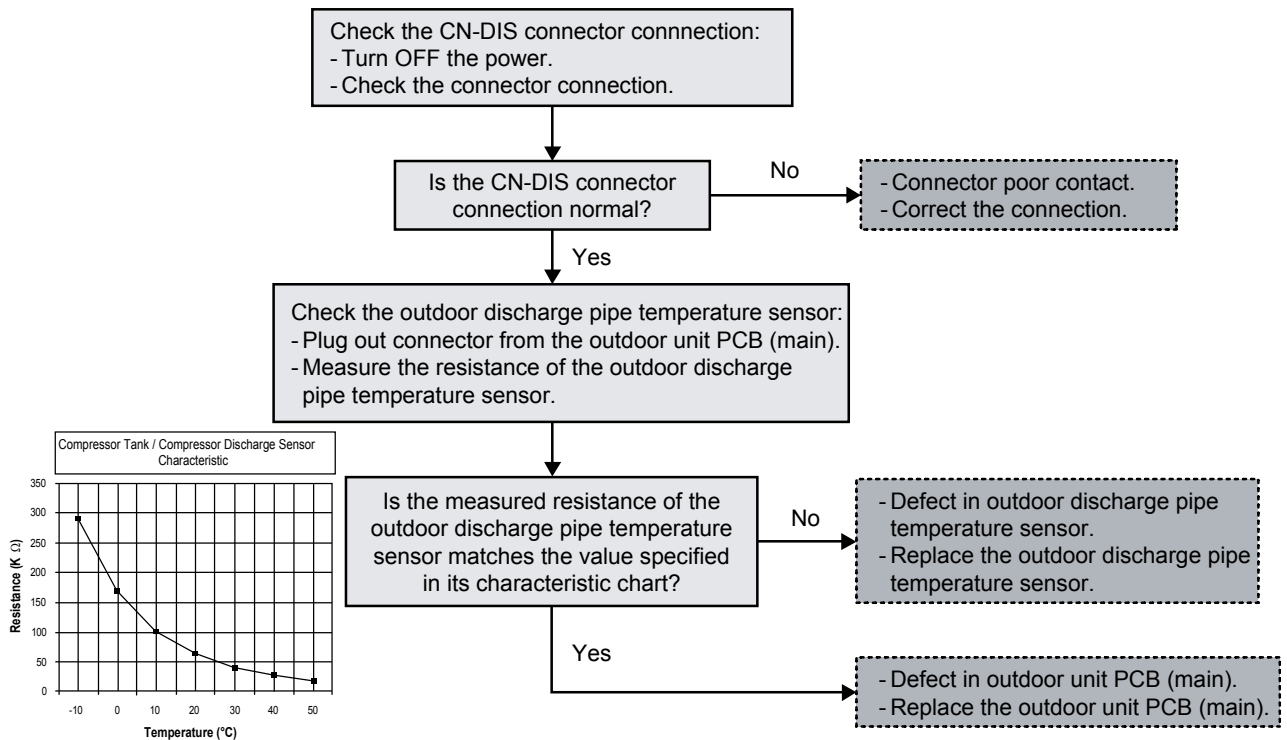 Check the CN-DIS connector connnection:
- Turn OFF the power.
- Check the connector connection.
Is the CN-DIS connector
connection normal?
No
- Connector poor contact.
- Correct the connection.
Yes
Check the outdoor discharge pipe temperature sensor:
- Plug out connector from the outdoor unit PCB (main).
- Measure the resistance of the outdoor discharge
pipe temperature sensor.
Compressor Tank / Compressor Discharge Sensor
Characteristic
350
300
250
200
150
100
50
0
Resistance (K Ω)
-10 0 10 20 30 40 50
Temperature (°C)
Is the measured resistance of the
outdoor discharge pipe temperature
sensor matches the value specified
in its characteristic chart?
No
- Defect in outdoor discharge pipe
temperature sensor.
- Replace the outdoor discharge pipe
temperature sensor.
Yes
- Defect in outdoor unit PCB (main).
- Replace the outdoor unit PCB (main).